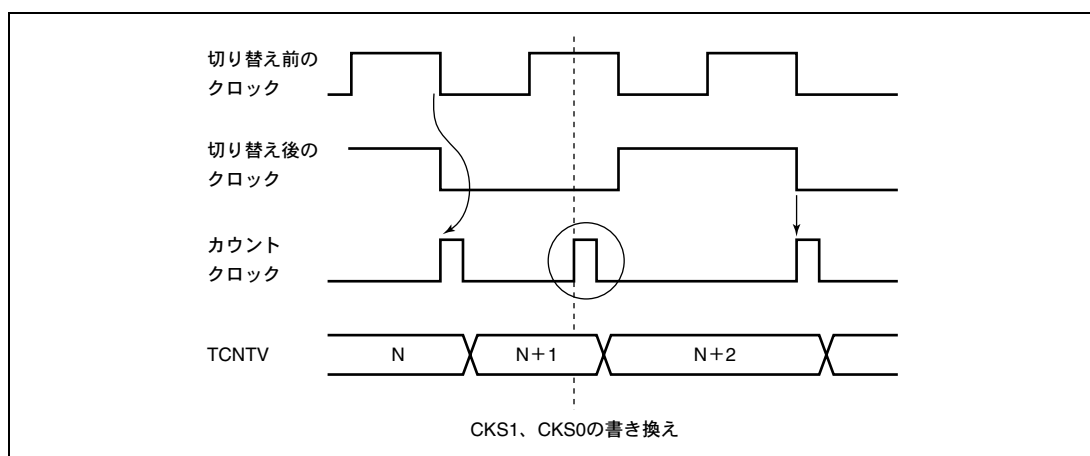 切り替え前の
クロック
切り替え後の
クロック
カウント
クロック
TCNTV
N
N+1
N+2
CKS1、CKS0の書き換え